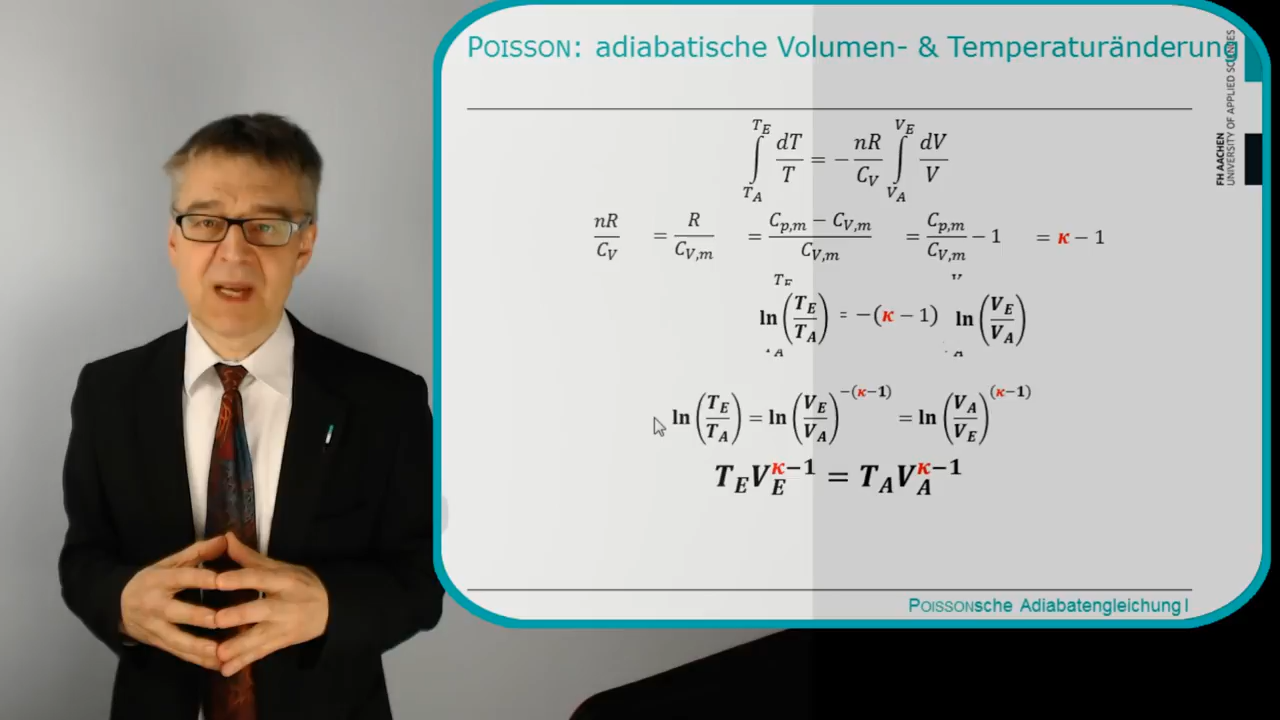 POISSON: adiabatische Volumen- & Temperaturänderung
FH AACHEN
UNIVERSITY OF APPLIED SCIENCES
∫_{T_A}^{T_E} dT/T = − nR/C_V ∫_{V_A}^{V_E} dV/V
nR/C_V = R/C_{V,m} = (C_{p,m} − C_{V,m})/C_{V,m} = C_{p,m}/C_{V,m} − 1 = κ − 1
ln(T_E/T_A) = −(κ − 1) ln(V_E/V_A)
ln(T_E/T_A) = ln(V_E/V_A)^{−(κ−1)} = ln(V_A/V_E)^{(κ−1)}
T_E V_E^{κ−1} = T_A V_A^{κ−1}
POISSONsche Adiabatengleichung I